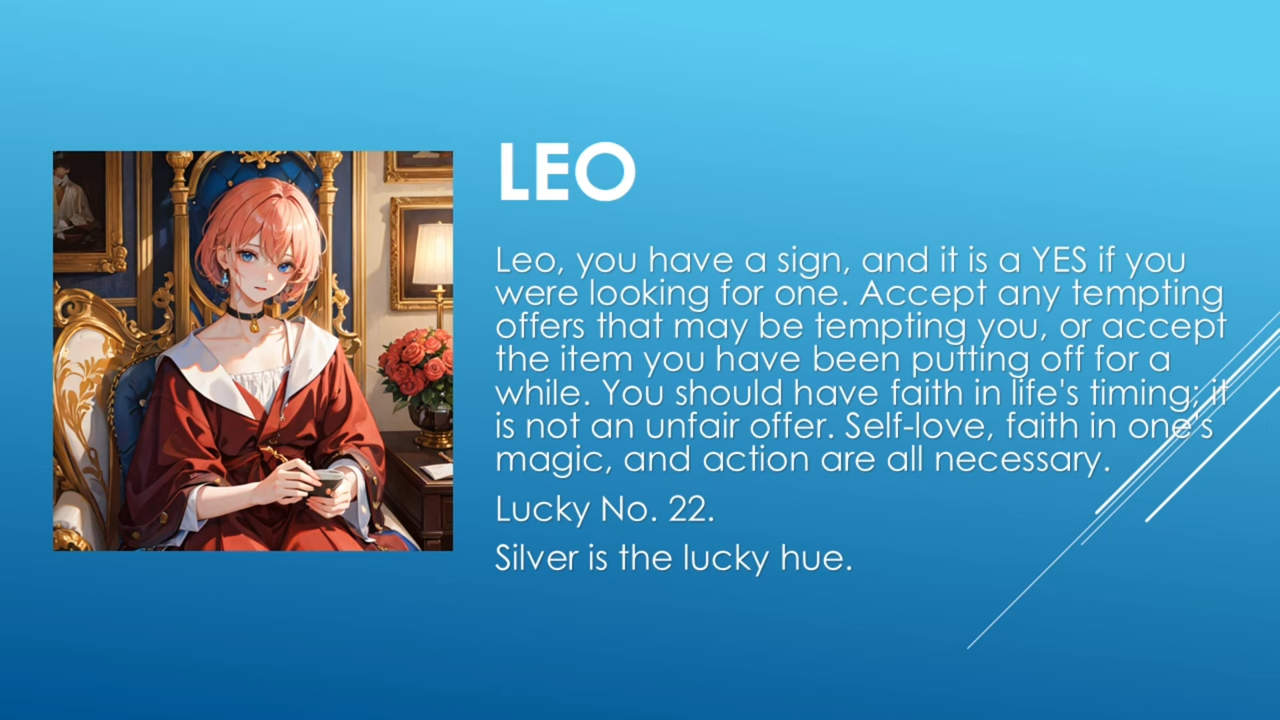 LEO
Leo, you have a sign, and it is a YES if you
were looking for one. Accept any tempting
offers that may be tempting you, or accept
the item you have been putting off for a
while. You should have faith in life's timing; it
is not an unfair offer. Self-love, faith in one's
magic, and action are all necessary.
Lucky No. 22.
Silver is the lucky hue.